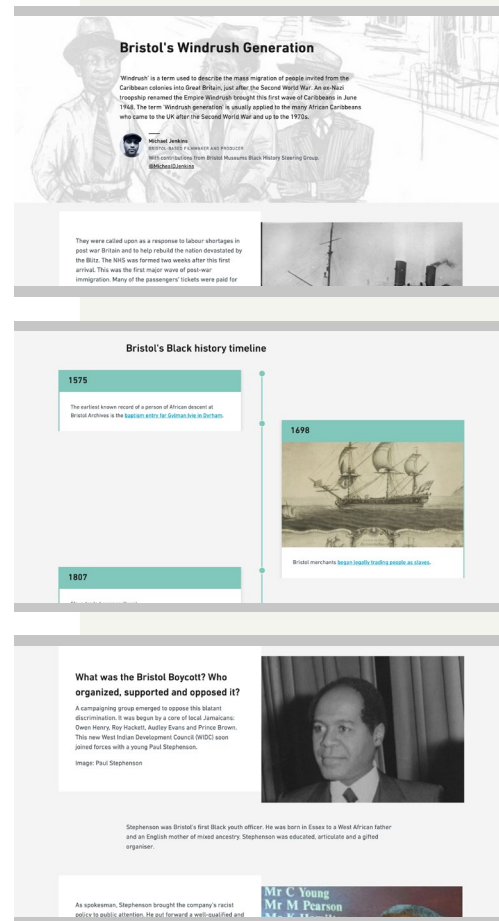 Bristol's Windrush Generation
'Windrush' is a term used to describe the mass migration of people invited from the
Caribbean colonies into Great Britain, just after the Second World War. An ex-Nazi
troopship renamed the Empire Windrush brought this first wave of Caribbeans in June
1948. The term 'Windrush generation' is usually applied to the many African Caribbeans
who came to the UK after the Second World War and up to the 1970s.
Michael Jenkins
BRISTOL-BASED FILMMAKER AND PRODUCER
With contributions from Bristol Museums Black History Steering Group.
@MichaelDJenkins
They were called upon as a response to labour shortages in
post war Britain and to help rebuild the nation devastated by
the Blitz. The NHS was formed two weeks after this first
arrival. This was the first major wave of post-war
immigration. Many of the passengers' tickets were paid for
Bristol's Black history timeline
1575
The earliest known record of a person of African descent at
Bristol Archives is the baptism entry for Gylman Ivie in Dyrham.
1698
Bristol merchants began legally trading people as slaves.
1807
What was the Bristol Boycott? Who
organized, supported and opposed it?
A campaigning group emerged to oppose this blatant
discrimination. It was begun by a core of local Jamaicans:
Owen Henry, Roy Hackett, Audley Evans and Prince Brown.
This new West Indian Development Council (WIDC) soon
joined forces with a young Paul Stephenson.
Image: Paul Stephenson
Stephenson was Bristol's first Black youth officer. He was born in Essex to a West African father
and an English mother of mixed ancestry. Stephenson was educated, articulate and a gifted
organiser.
As spokesman, Stephenson brought the company's racist
policy to public attention. He put forward a well-qualified and
Mr C Young
Mr M Pearson